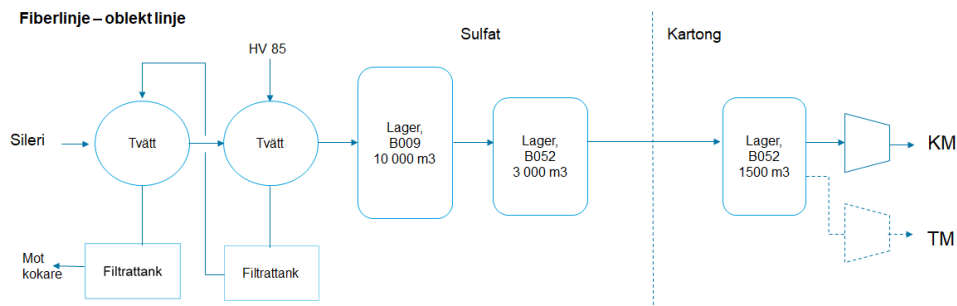 Fiberlinje – oblekt linje
Sulfat
Kartong
HV 85
Sileri
Tvätt
Tvätt
Lager,
B009
10 000 m3
Lager,
B052
3 000 m3
Lager,
B052
1500 m3
KM
TM
Mot
kokare
Filtrattank
Filtrattank